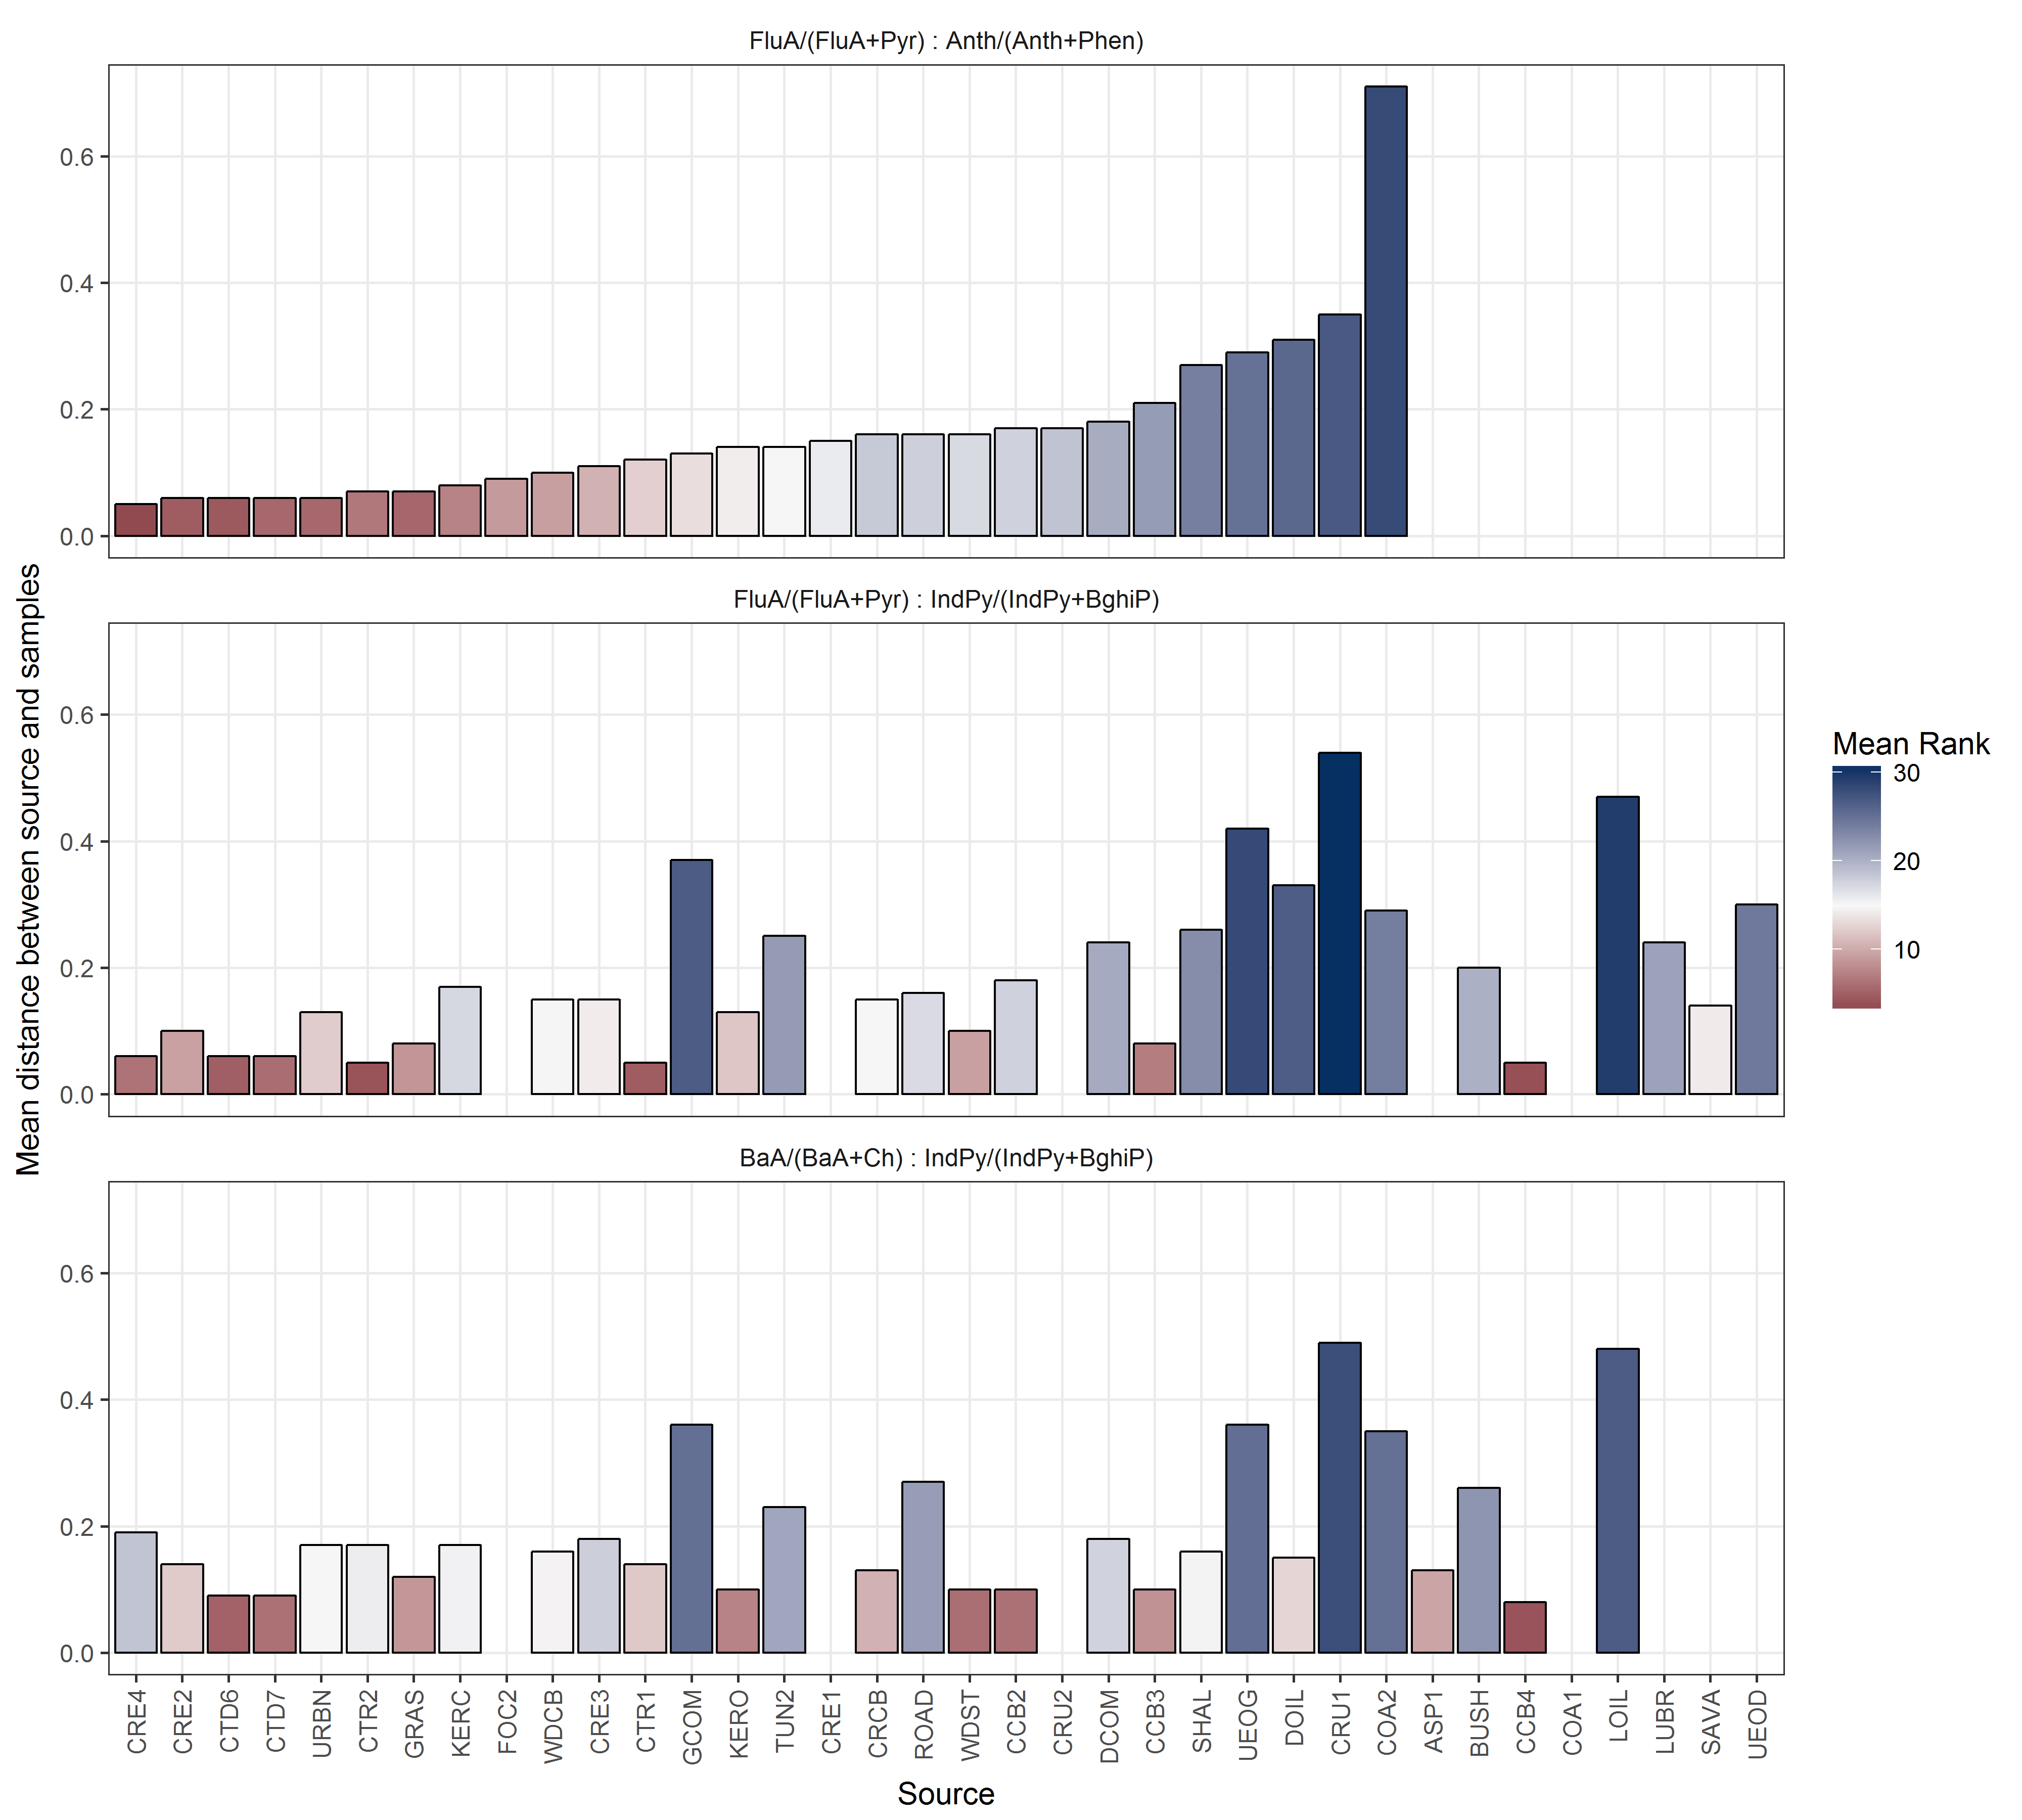 FluA/(FluA+Pyr) : Anth/(Anth+Phen)
0.6
0.4
0.2
0.0
FluA/(FluA+Pyr) : IndPy/(IndPy+BghiP)
0.6
0.4
0.2
0.0
BaA/(BaA+Ch) : IndPy/(IndPy+BghiP)
0.6
0.4
0.2
0.0
Mean distance between source and samples
CRE4
CRE2
CTD6
CTD7
URBN
CTR2
GRAS
KERC
FOC2
WDCB
CRE3
CTR1
GCOM
KERO
TUN2
CRE1
CRCB
ROAD
WDST
CCB2
CRU2
DCOM
CCB3
SHAL
UEOG
DOIL
CRU1
COA2
ASP1
BUSH
CCB4
COA1
LOIL
LUBR
SAVA
UEOD
Source
Mean Rank
30
20
10